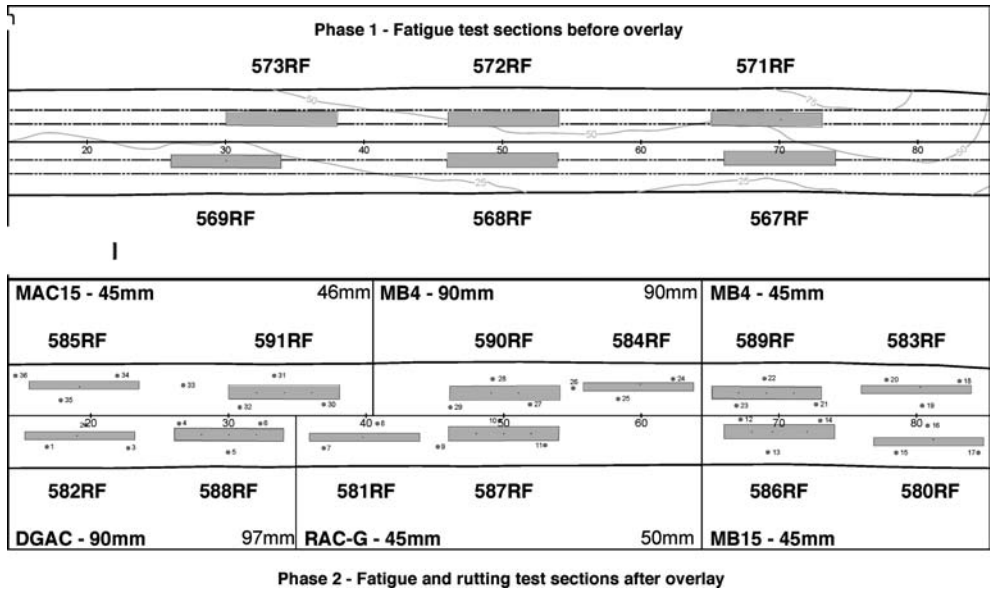 Phase 1 - Fatigue test sections before overlay
573RF 572RF 571RF
50 75
50 50
20 30 40 50 60 70 80
25 25
569RF 568RF 567RF
MAC15 - 45mm 46mm MB4 - 90mm 90mm MB4 - 45mm
585RF 591RF 590RF 584RF 589RF 583RF
36 34 33 31 28 26 24 22 20 18
35 32 30 29 27 25 23 21 19
20 30 40 50 60 70 80
2 4 6 8 10 12 14 16
1 3 5 7 9 11 13 15 17
582RF 588RF 581RF 587RF 586RF 580RF
DGAC - 90mm 97mm RAC-G - 45mm 50mm MB15 - 45mm
Phase 2 - Fatigue and rutting test sections after overlay